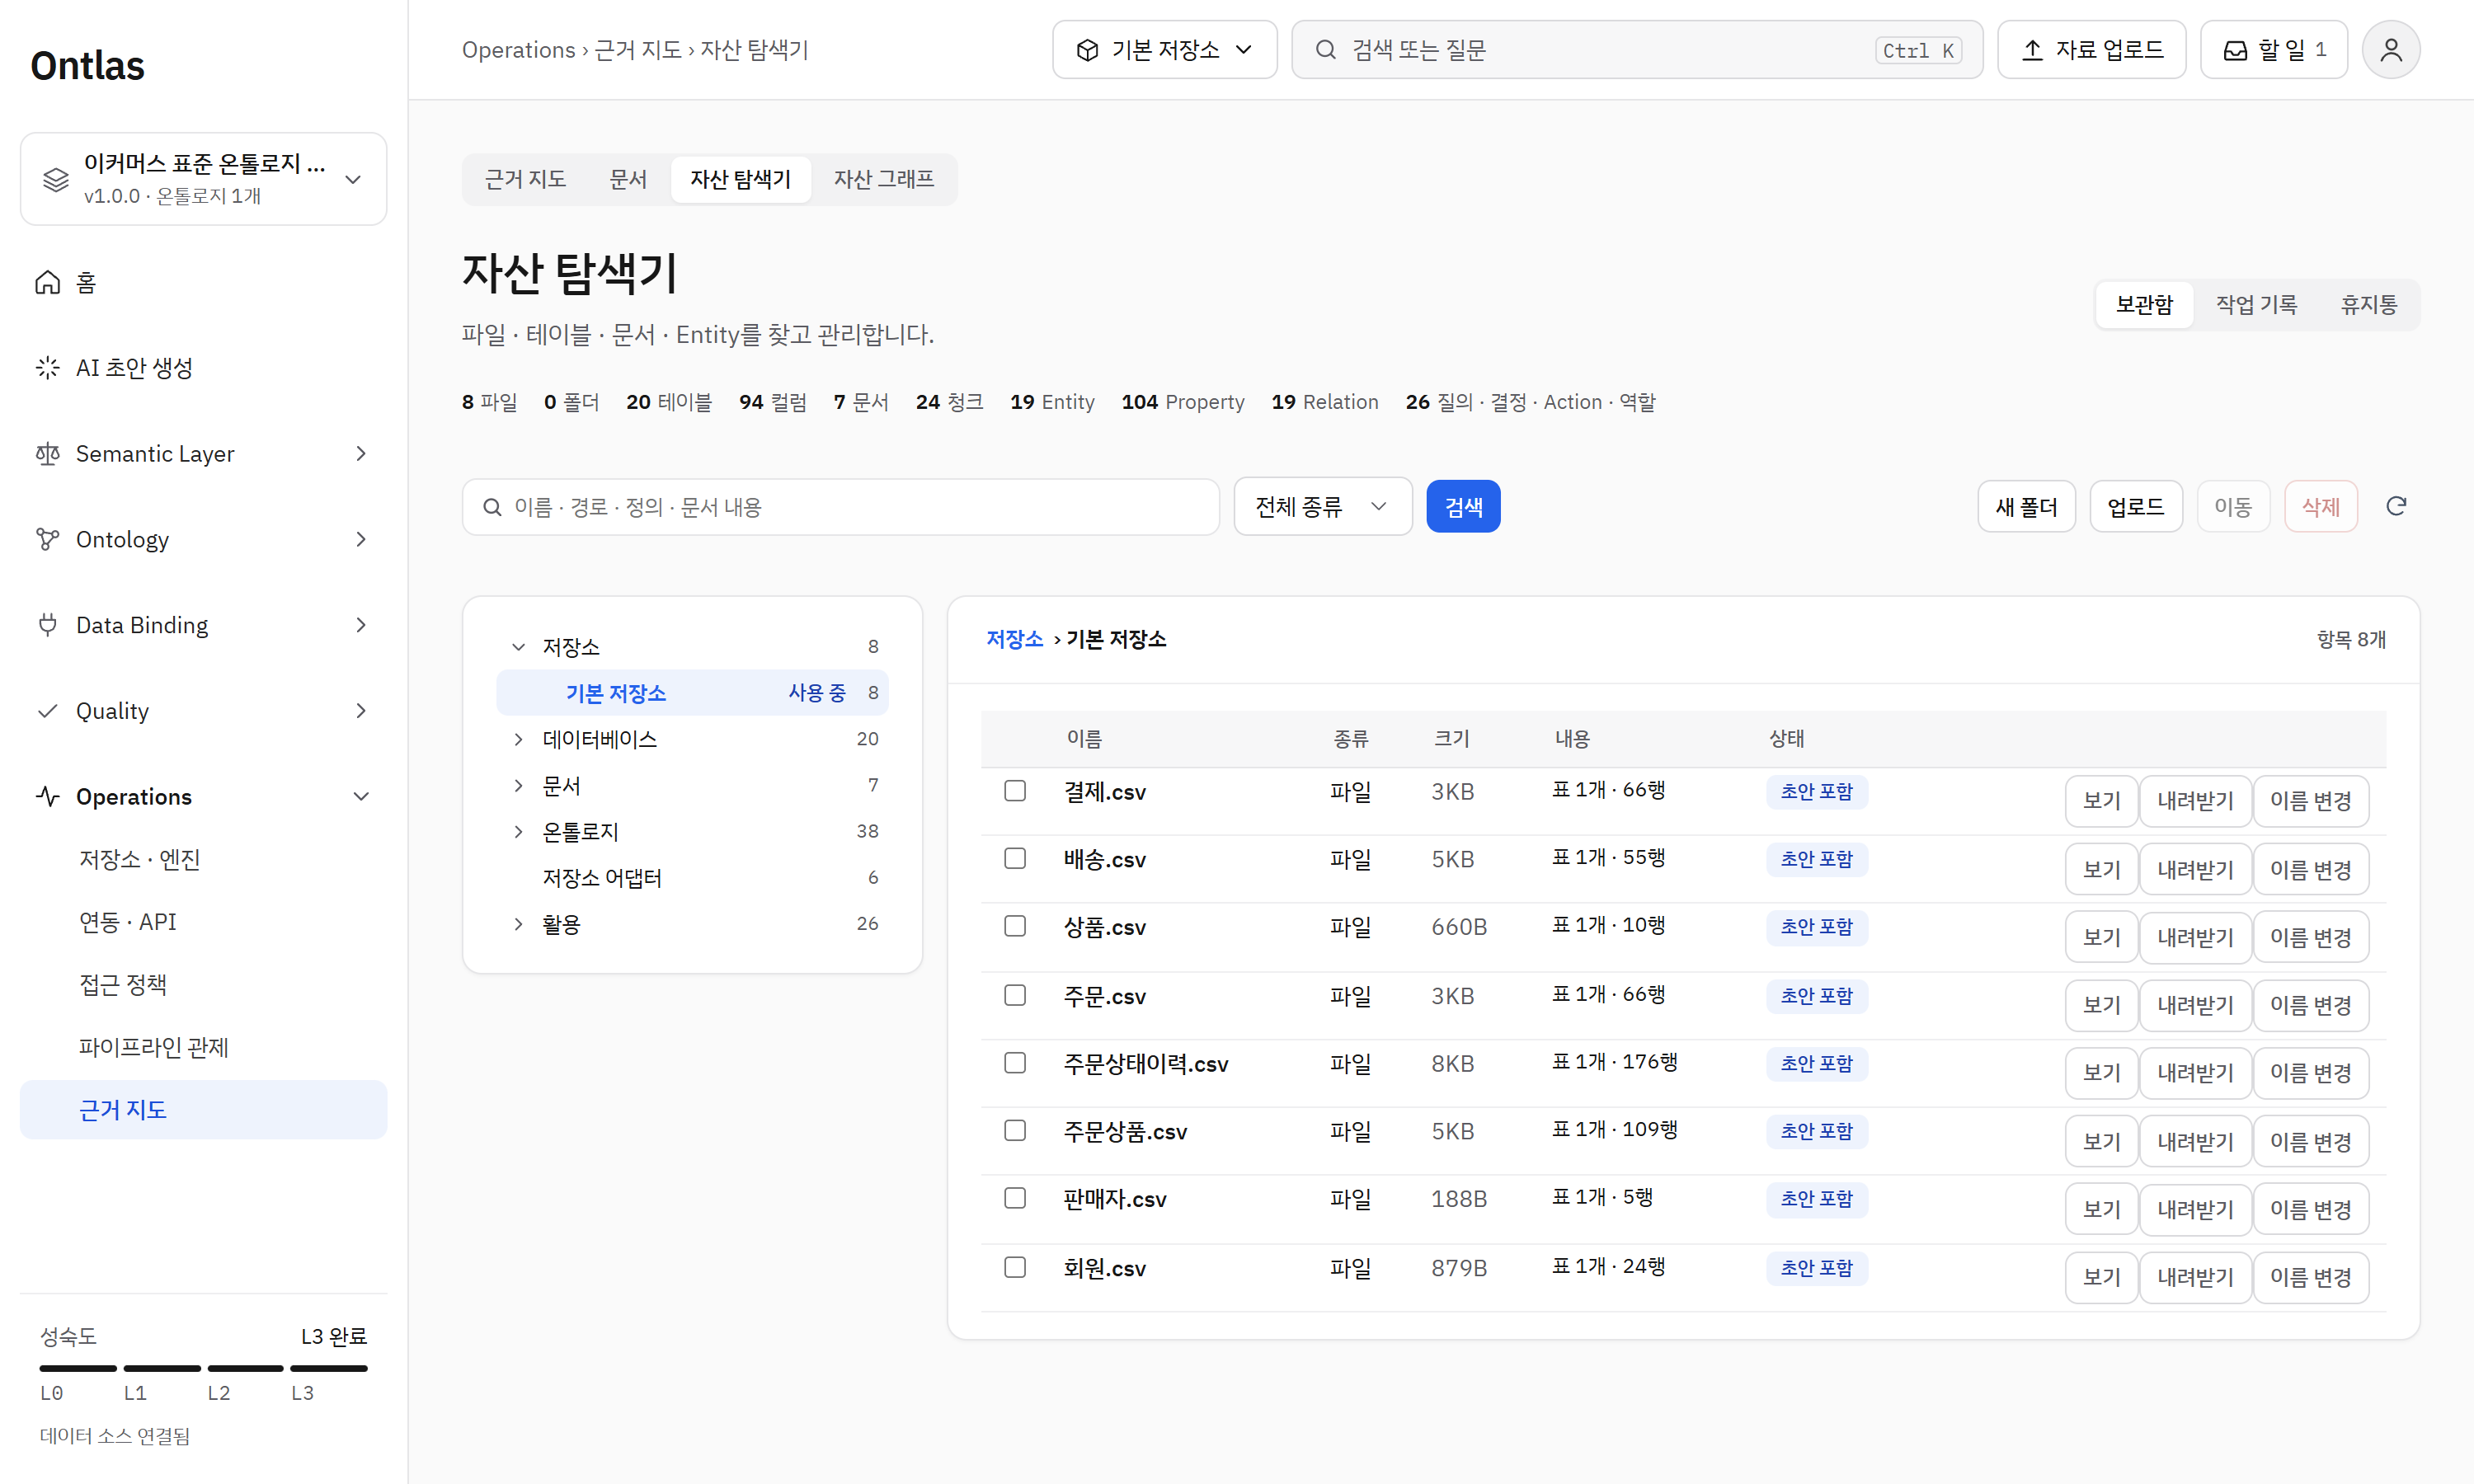 Ontlas
이커머스 표준 온톨로지 ...
v1.0.0 · 온톨로지 1개
홈
AI 초안 생성
Semantic Layer
Ontology
Data Binding
Quality
Operations
저장소 · 엔진
연동 · API
접근 정책
파이프라인 관제
근거 지도
성숙도 L3 완료
L0 L1 L2 L3
데이터 소스 연결됨
Operations › 근거 지도 › 자산 탐색기
기본 저장소
검색 또는 질문 Ctrl K
자료 업로드
할 일 1
근거 지도 문서 자산 탐색기 자산 그래프
자산 탐색기
파일 · 테이블 · 문서 · Entity를 찾고 관리합니다.
보관함 작업 기록 휴지통
8 파일 0 폴더 20 테이블 94 컬럼 7 문서 24 청크 19 Entity 104 Property 19 Relation 26 질의 · 결정 · Action · 역할
이름 · 경로 · 정의 · 문서 내용 전체 종류 검색 새 폴더 업로드 이동 삭제
저장소 8
기본 저장소 사용 중 8
데이터베이스 20
문서 7
온톨로지 38
저장소 어댑터 6
활용 26
저장소 › 기본 저장소 항목 8개
이름 종류 크기 내용 상태
결제.csv 파일 3KB 표 1개 · 66행 초안 포함 보기 내려받기 이름 변경
배송.csv 파일 5KB 표 1개 · 55행 초안 포함 보기 내려받기 이름 변경
상품.csv 파일 660B 표 1개 · 10행 초안 포함 보기 내려받기 이름 변경
주문.csv 파일 3KB 표 1개 · 66행 초안 포함 보기 내려받기 이름 변경
주문상태이력.csv 파일 8KB 표 1개 · 176행 초안 포함 보기 내려받기 이름 변경
주문상품.csv 파일 5KB 표 1개 · 109행 초안 포함 보기 내려받기 이름 변경
판매자.csv 파일 188B 표 1개 · 5행 초안 포함 보기 내려받기 이름 변경
회원.csv 파일 879B 표 1개 · 24행 초안 포함 보기 내려받기 이름 변경